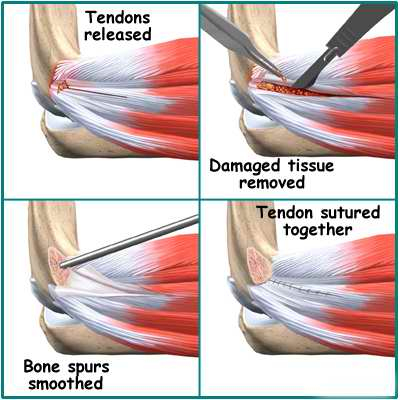 Tendons
released
Damaged tissue
removed
Bone spurs
smoothed
Tendon sutured
together